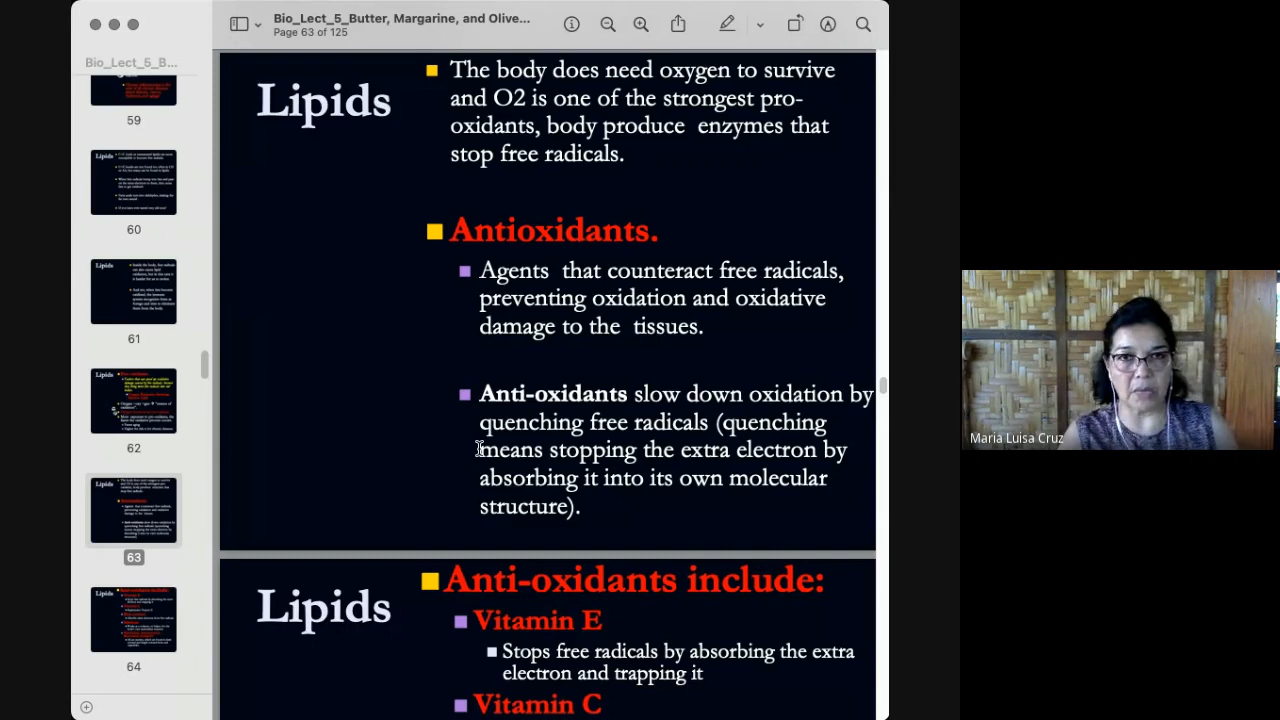 Bio_Lect_5_Butter, Margarine, and Olive...
Page 63 of 125
Bio_Lect_5_B...
59
60
61
62
63
64
Lipids
The body does need oxygen to survive
and O2 is one of the strongest pro-
oxidants, body produce enzymes that
stop free radicals.
Antioxidants.
Agents that counteract free radicals,
preventing oxidation and oxidative
damage to the tissues.
Anti-oxidants slow down oxidation by
quenching free radicals (quenching
means stopping the extra electron by
absorbing it into its own molecular
structure).
Lipids
Anti-oxidants include:
Vitamin E
Stops free radicals by absorbing the extra
electron and trapping it
Vitamin C
Maria Luisa Cruz